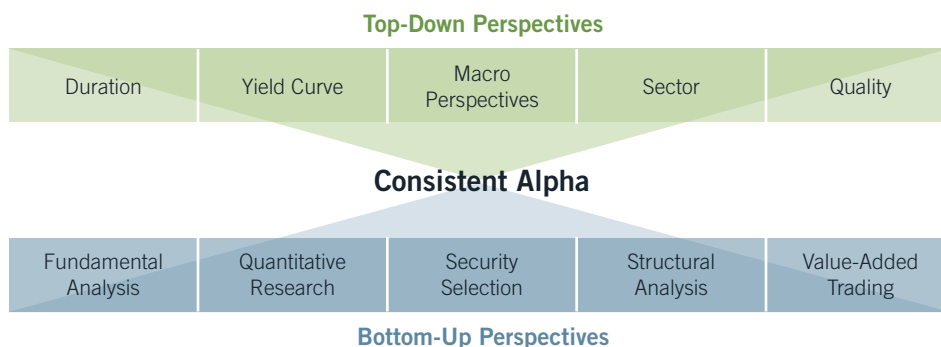 Top-Down Perspectives
Duration
Yield Curve
Macro
Perspectives
Sector
Quality
Consistent Alpha
Fundamental
Analysis
Quantitative
Research
Security
Selection
Structural
Analysis
Value-Added
Trading
Bottom-Up Perspectives